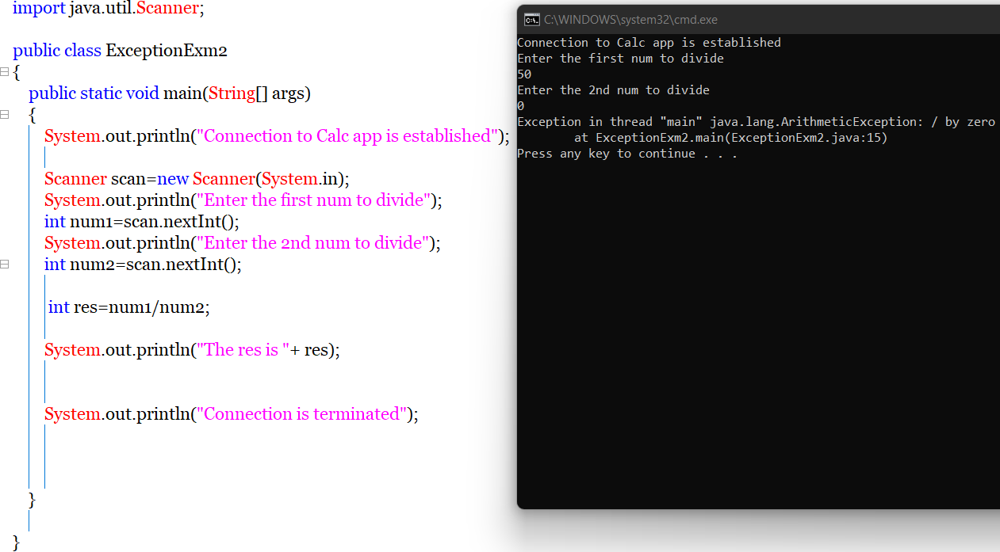 import java.util.Scanner;
public class ExceptionExm2
{
public static void main(String[] args)
{
System.out.println("Connection to Calc app is established");
Scanner scan=new Scanner(System.in);
System.out.println("Enter the first num to divide");
int num1=scan.nextInt();
System.out.println("Enter the 2nd num to divide");
int num2=scan.nextInt();
int res=num1/num2;
System.out.println("The res is "+ res);
System.out.println("Connection is terminated");
}
}
C:\WINDOWS\system32\cmd.exe
Connection to Calc app is established
Enter the first num to divide
50
Enter the 2nd num to divide
0
Exception in thread "main" java.lang.ArithmeticException: / by zero
at ExceptionExm2.main(ExceptionExm2.java:15)
Press any key to continue . . .